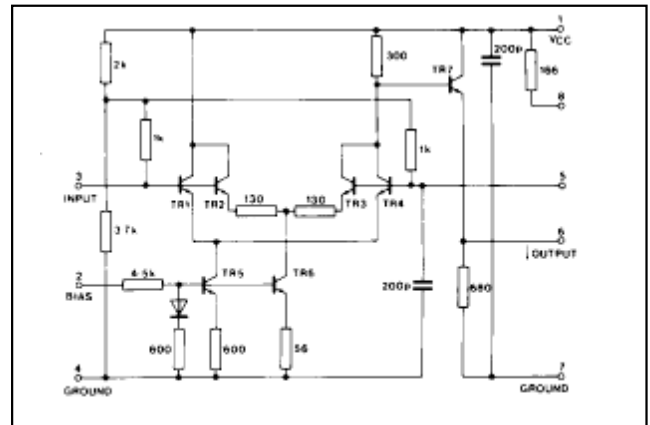 1
VCC
200p
2k
300
TR7
166
8
1k
1k
3
INPUT
5
130
130
TR1
TR2
TR3
TR4
6
OUTPUT
3.7k
2
BIAS
4·5k
TR5
TR6
200p
680
600
600
56
4
GROUND
7
GROUND